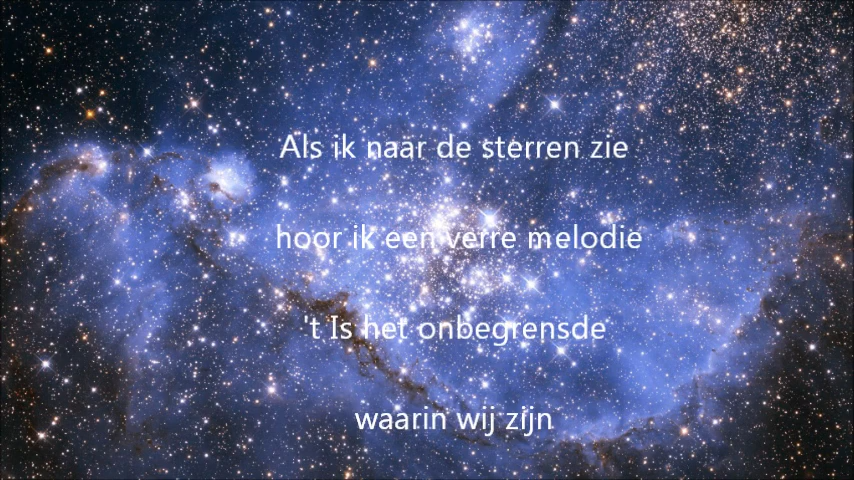 Als ik naar de sterren zie
hoor ik een verre melodie
't Is het onbegrensde
waarin wij zijn